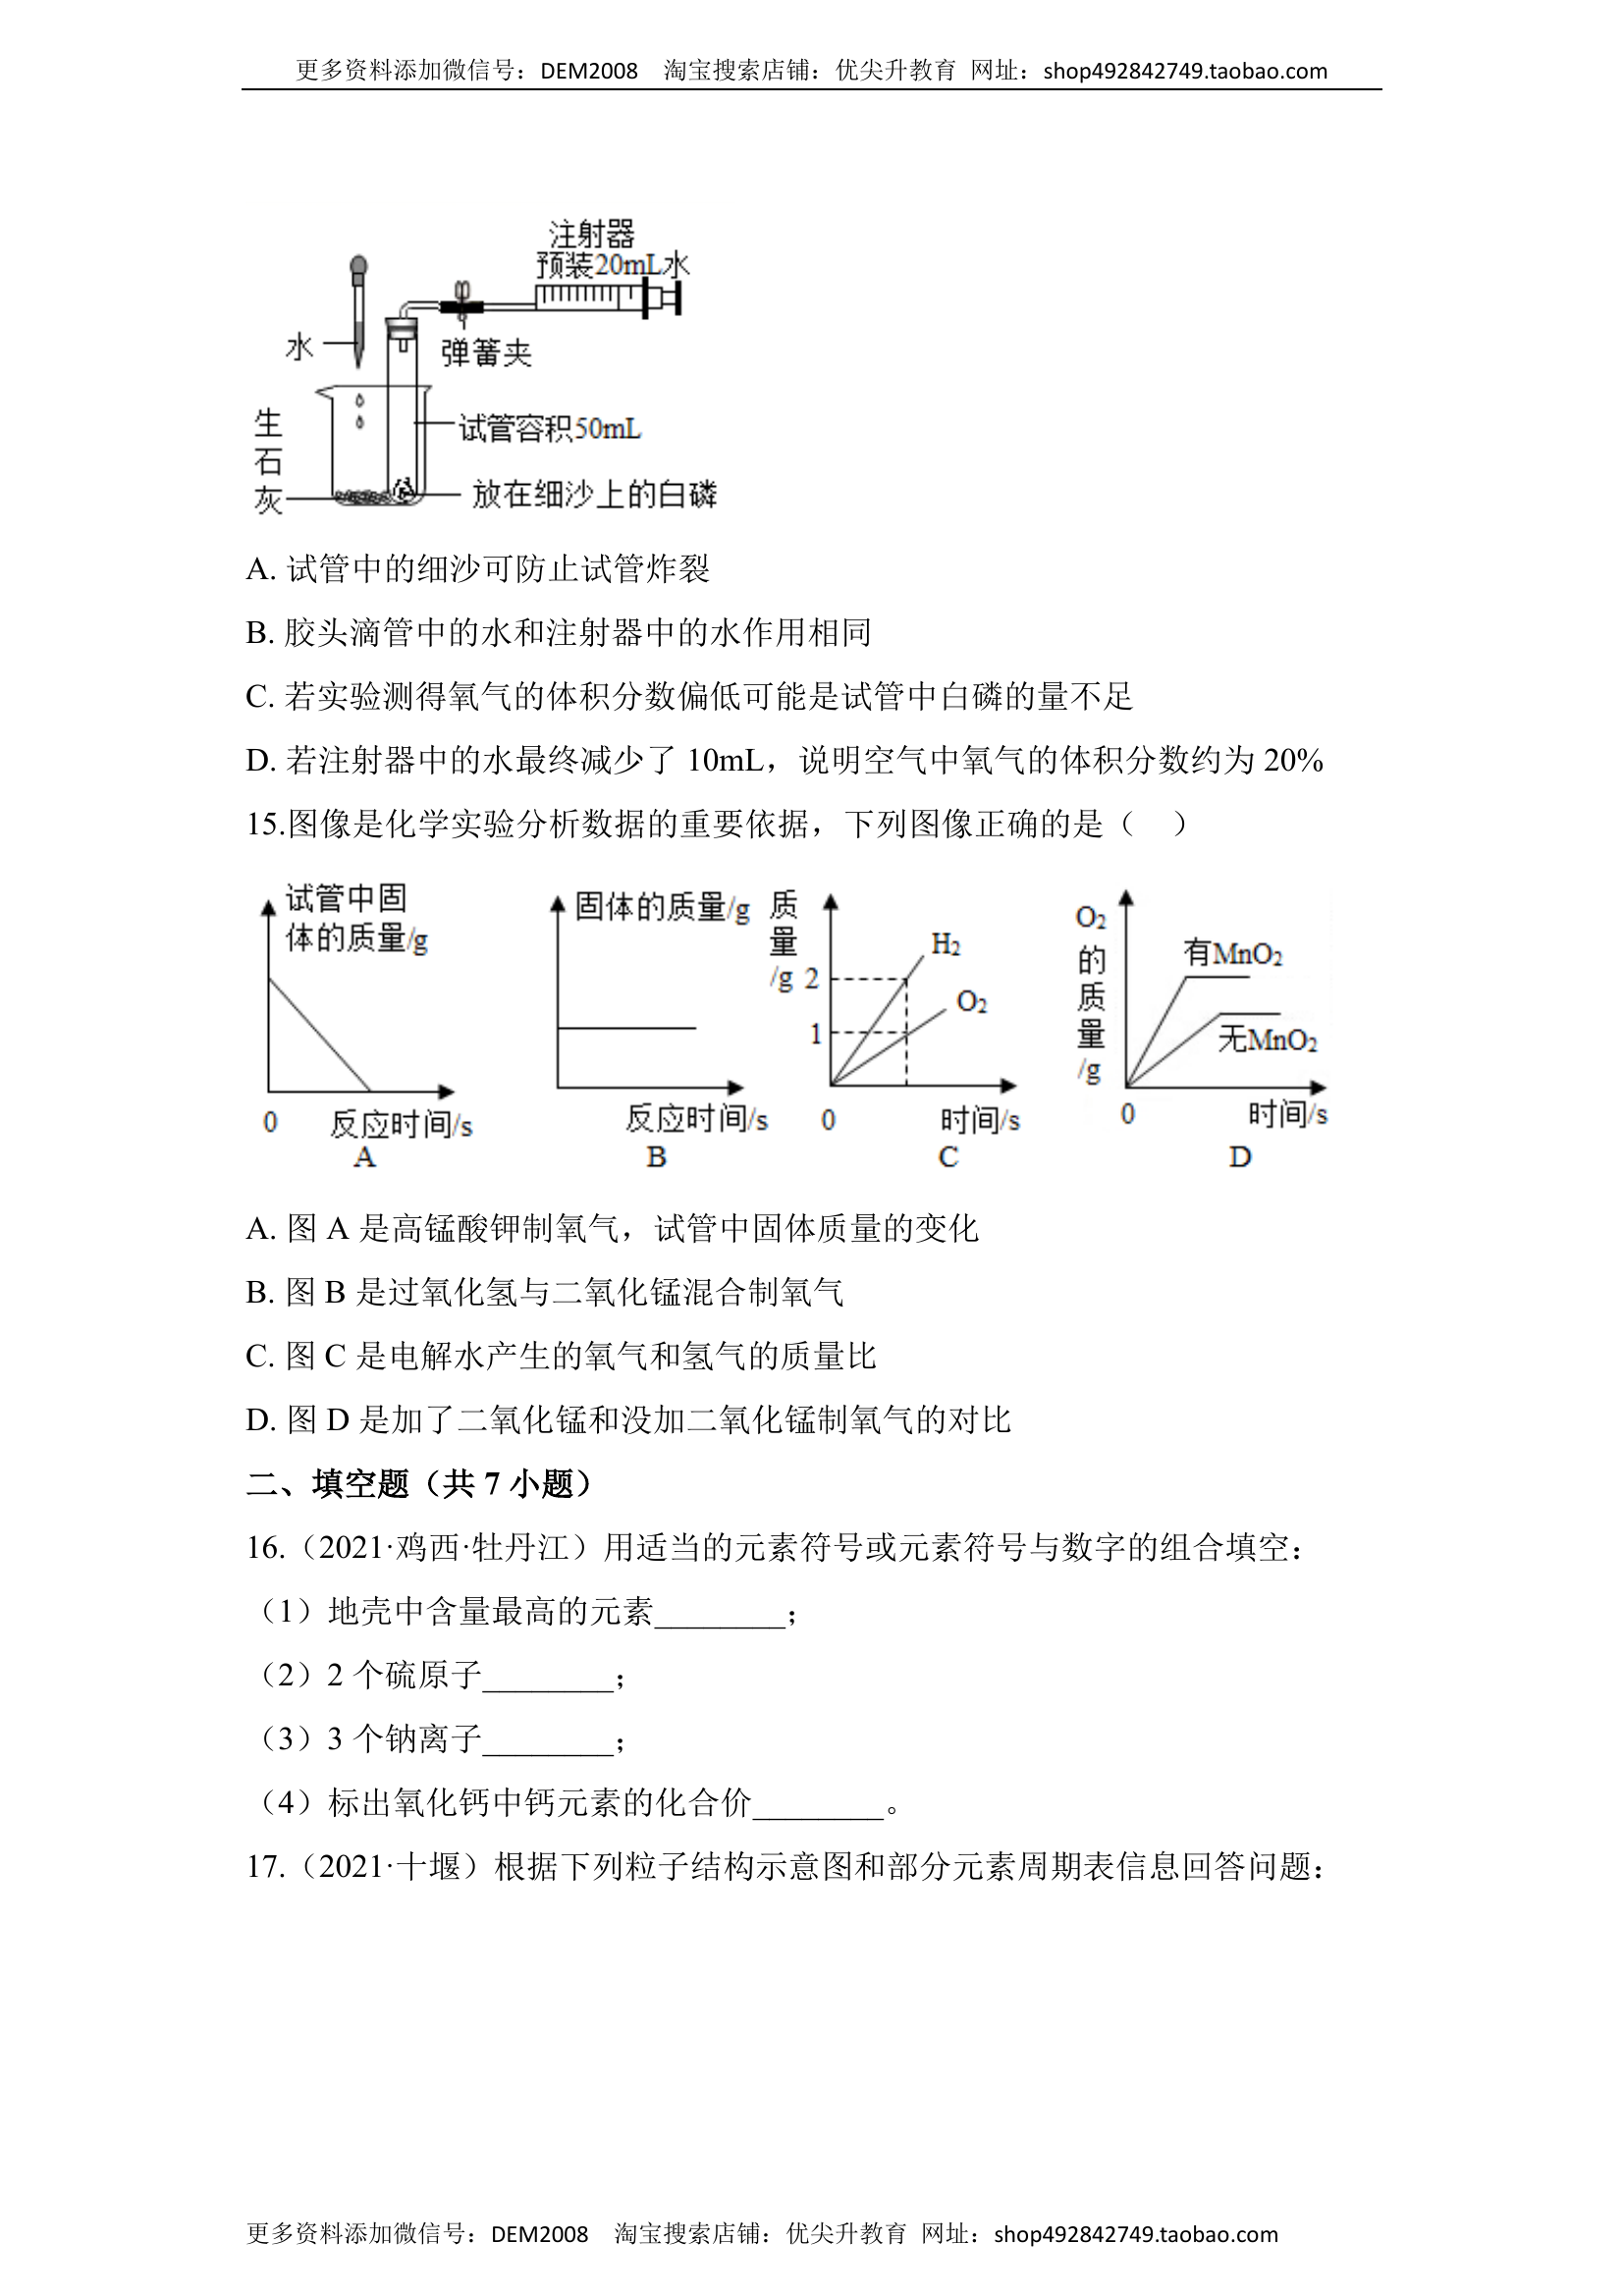 更多资料添加微信号：DEM2008 淘宝搜索店铺：优尖升教育 网址：shop492842749.taobao.com
注射器
预装20mL水
水
弹簧夹
生石灰
试管容积50mL
放在细沙上的白磷
A. 试管中的细沙可防止试管炸裂
B. 胶头滴管中的水和注射器中的水作用相同
C. 若实验测得氧气的体积分数偏低可能是试管中白磷的量不足
D. 若注射器中的水最终减少了 10mL，说明空气中氧气的体积分数约为 20%
15.图像是化学实验分析数据的重要依据，下列图像正确的是（ ）
试管中固
体的质量/g
0
反应时间/s
A
固体的质量/g
反应时间/s
B
质量/g
2
1
H2
O2
0
时间/s
C
O2的质量/g
有MnO2
无MnO2
0
时间/s
D
A. 图 A 是高锰酸钾制氧气，试管中固体质量的变化
B. 图 B 是过氧化氢与二氧化锰混合制氧气
C. 图 C 是电解水产生的氧气和氢气的质量比
D. 图 D 是加了二氧化锰和没加二氧化锰制氧气的对比
二、填空题（共 7 小题）
16.（2021·鸡西·牡丹江）用适当的元素符号或元素符号与数字的组合填空：
（1）地壳中含量最高的元素________；
（2）2 个硫原子________；
（3）3 个钠离子________；
（4）标出氧化钙中钙元素的化合价________。
17.（2021·十堰）根据下列粒子结构示意图和部分元素周期表信息回答问题：
更多资料添加微信号：DEM2008 淘宝搜索店铺：优尖升教育 网址：shop492842749.taobao.com